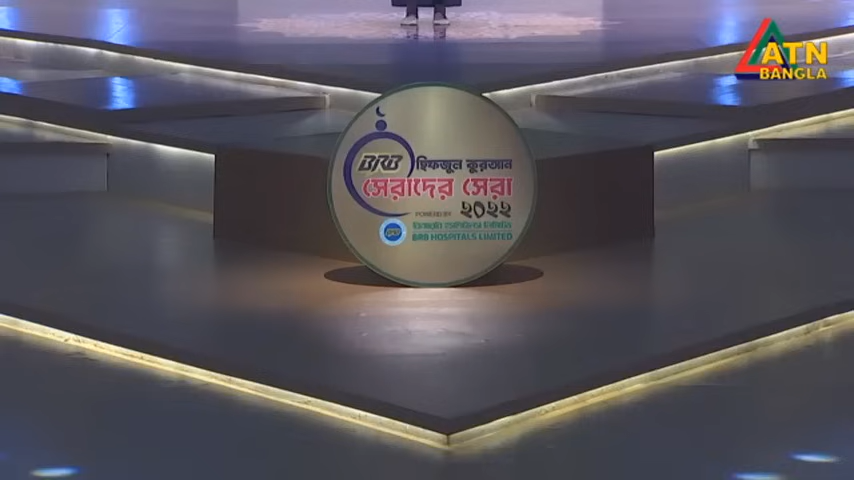 ATN
BANGLA
BRB হিফজুল কুরআন
সেরাদের সেরা
২০২২
POWERED BY
BRB HOSPITALS LIMITED